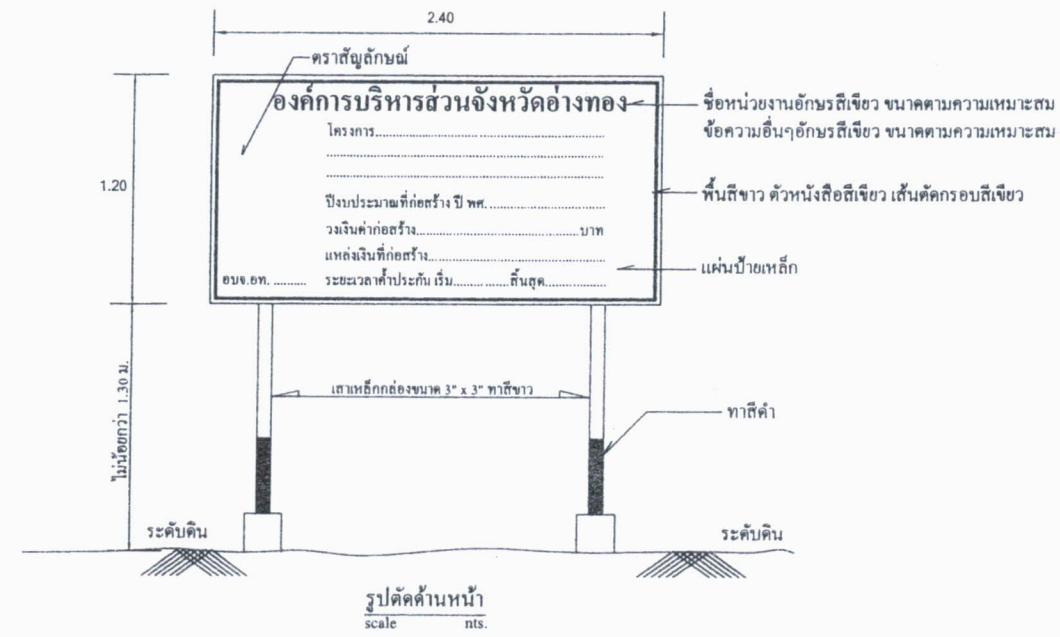 2.40
ตราสัญลักษณ์
องค์การบริหารส่วนจังหวัดอ่างทอง
ชื่อหน่วยงานอักษรสีเขียว ขนาดตามความเหมาะสม
ข้อความอื่นๆอักษรสีเขียว ขนาดตามความเหมาะสม
โครงการ
1.20
พื้นสีขาว ตัวหนังสือสีเขียว เส้นตัดกรอบสีเขียว
ปีงบประมาณที่ก่อสร้าง ปี พศ.
วงเงินค่าก่อสร้าง บาท
แหล่งเงินที่ก่อสร้าง
แผ่นป้ายเหล็ก
อบจ.อท. ......... ระยะเวลาค้ำประกัน เริ่ม สิ้นสุด
ไม่น้อยกว่า 1.30 ม.
เสาเหล็กกล่องขนาด 3" x 3" ทาสีขาว
ทาสีดำ
ระดับดิน ระดับดิน
รูปตัดด้านหน้า
scale nts.